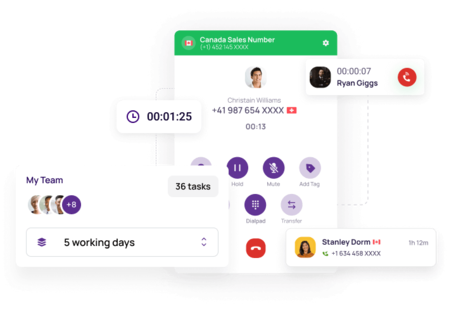 Canada Sales Number
(+1) 452 145 XXXX
00:00:07
Ryan Giggs
Christain Williams
+41 987 654 XXXX
00:13
00:01:25
Hold
Mute
Add Tag
My Team
+8
36 tasks
5 working days
Dialpad
Transfer
Stanley Dorm
1h 12m
+1 634 458 XXXX